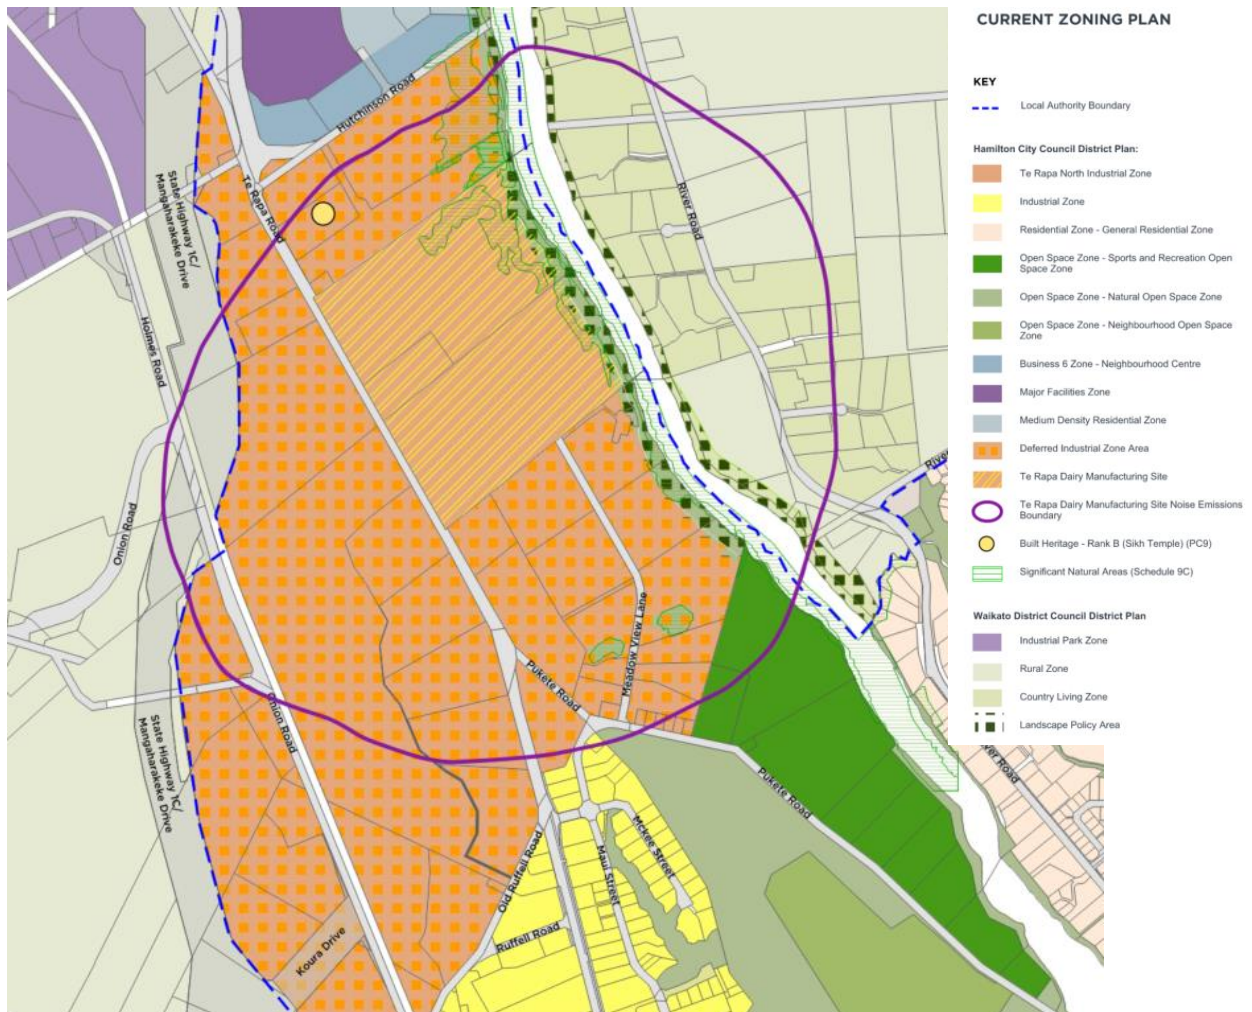 CURRENT ZONING PLAN
KEY
Local Authority Boundary
Hamilton City Council District Plan:
Te Rapa North Industrial Zone
Industrial Zone
Residential Zone - General Residential Zone
Open Space Zone - Sports and Recreation Open
Space Zone
Open Space Zone - Natural Open Space Zone
Open Space Zone - Neighbourhood Open Space
Zone
Business 6 Zone - Neighbourhood Centre
Major Facilities Zone
Medium Density Residential Zone
Deferred Industrial Zone Area
Te Rapa Dairy Manufacturing Site
Te Rapa Dairy Manufacturing Site Noise Emissions
Boundary
Built Heritage - Rank B (Sikh Temple) (PC9)
Significant Natural Areas (Schedule 9C)
Waikato District Council District Plan
Industrial Park Zone
Rural Zone
Country Living Zone
Landscape Policy Area
Hutchinson Road
State Highway 1C/
Mangaharakeke Drive
Te Rapa Road
River Road
Holmes Road
River
Onion Road
Meadow View Lane
Pukete Road
Onion Road
State Highway 1C/
Mangaharakeke Drive
Pukete Road
River Road
Old Ruffell Road
Mckee Street
Maui Street
Ruffell Road
Koura Drive